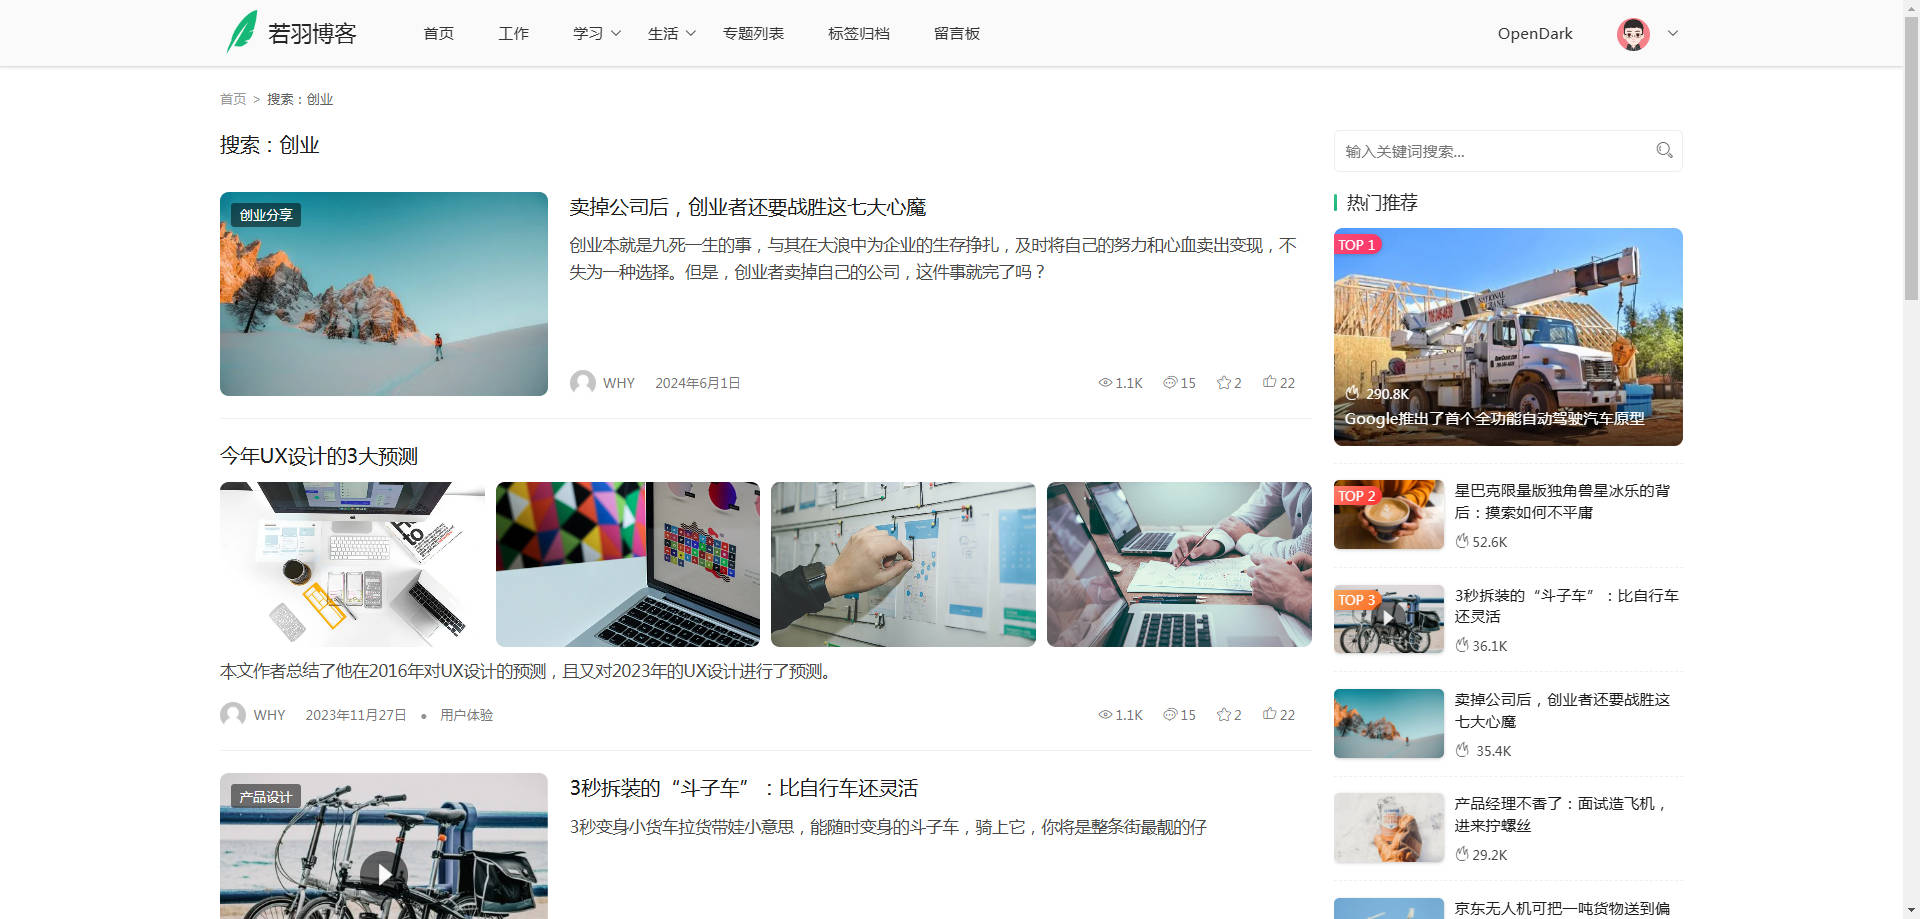 若羽博客
首页
工作
学习
生活
专题列表
标签归档
留言板
OpenDark
首页 > 搜索：创业
搜索：创业
创业分享
卖掉公司后，创业者还要战胜这七大心魔
创业本就是九死一生的事，与其在大浪中为企业的生存挣扎，及时将自己的努力和心血卖出变现，不
失为一种选择。但是，创业者卖掉自己的公司，这件事就完了吗？
WHY 2024年6月1日
1.1K 15 2 22
今年UX设计的3大预测
本文作者总结了他在2016年对UX设计的预测，且又对2023年的UX设计进行了预测。
WHY 2023年11月27日 • 用户体验
1.1K 15 2 22
产品设计
3秒拆装的“斗子车”：比自行车还灵活
3秒变身小货车拉货带娃小意思，能随时变身的斗子车，骑上它，你将是整条街最靓的仔
输入关键词搜索...
热门推荐
TOP 1
NATIONAL
CRANE
290.8K
Google推出了首个全功能自动驾驶汽车原型
TOP 2
星巴克限量版独角兽星冰乐的背
后：摸索如何不平庸
52.6K
TOP 3
3秒拆装的“斗子车”：比自行车
还灵活
36.1K
卖掉公司后，创业者还要战胜这
七大心魔
35.4K
产品经理不香了：面试造飞机，
进来拧螺丝
29.2K
京东无人机可把一吨货物送到偏